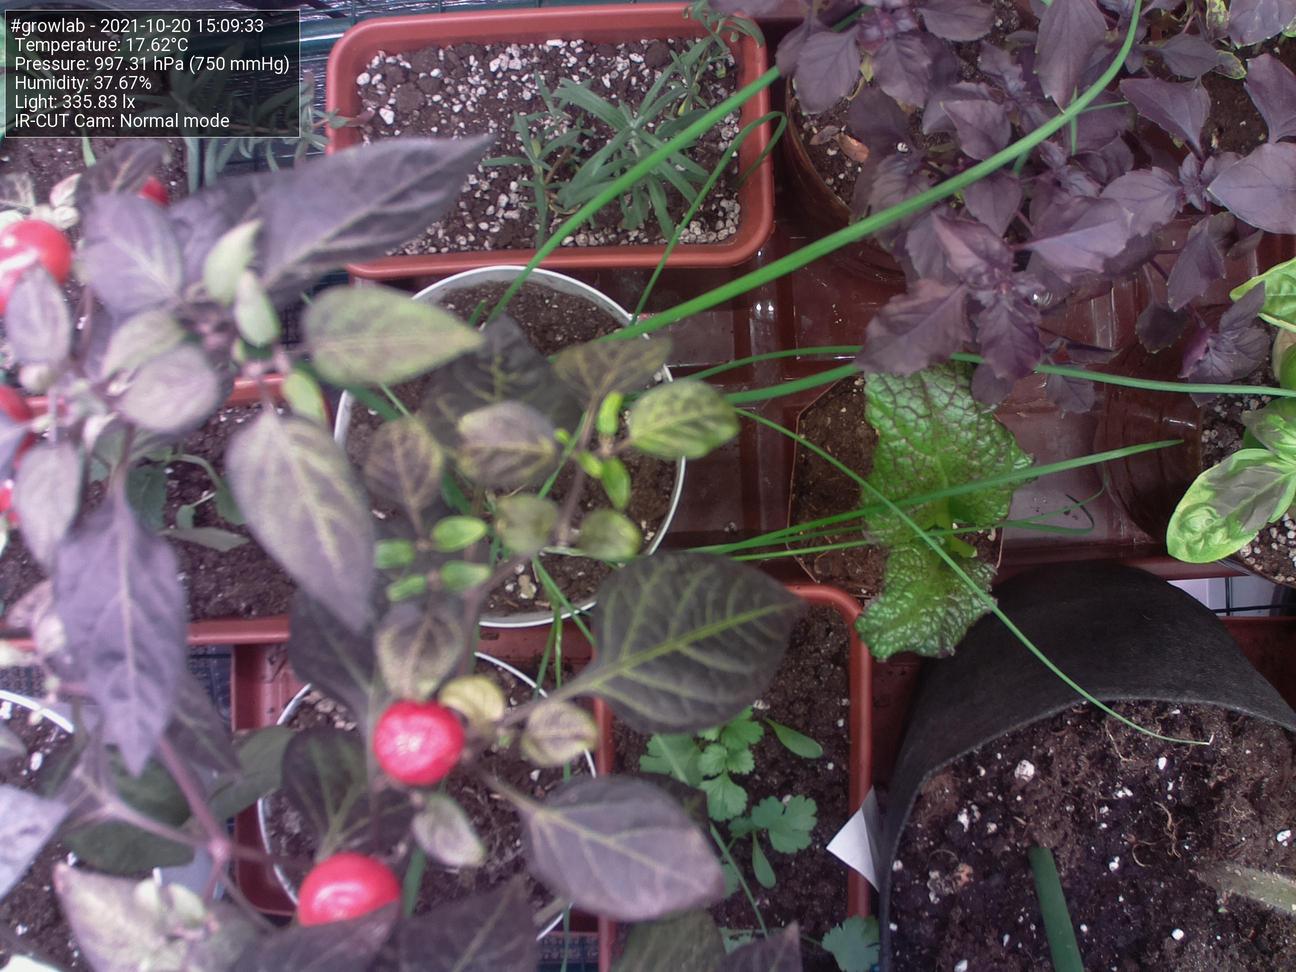 #growlab - 2021-10-20 15:09:33
Temperature: 17.62°C
Pressure: 997.31 hPa (750 mmHg)
Humidity: 37.67%
Light: 335.83 lx
IR-CUT Cam: Normal mode